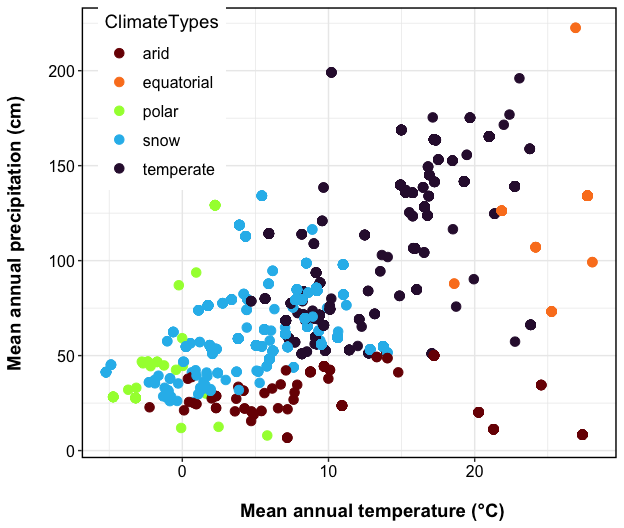 ClimateTypes
arid
equatorial
polar
snow
temperate
Mean annual precipitation (cm)
200
150
100
50
0
0 10 20
Mean annual temperature (°C)